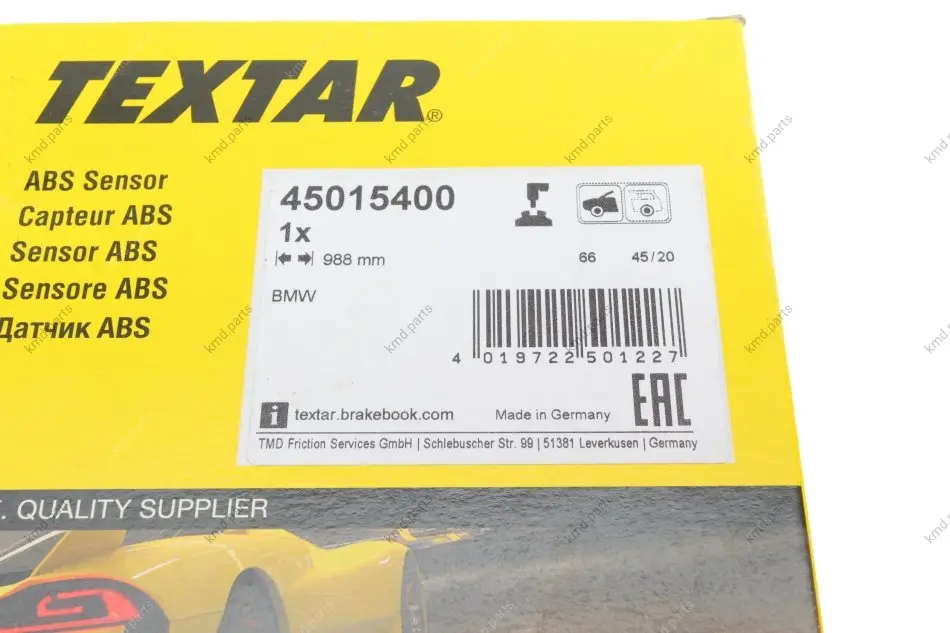 TEXTAR®
ABS Sensor
Capteur ABS
Sensor ABS
Sensore ABS
Датчик ABS
45015400
1x
988 mm
66 45/20
BMW
4 019722 501227
EAC
textar.brakebook.com
Made in Germany
TMD Friction Services GmbH | Schlebuscher Str. 99 | 51381 Leverkusen | Germany
. QUALITY SUPPLIER
kmd.parts